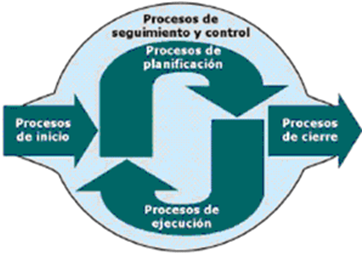 Procesos de
seguimiento y control
Procesos de
planificación
Procesos
de inicio
Procesos
de cierre
Procesos de
ejecución